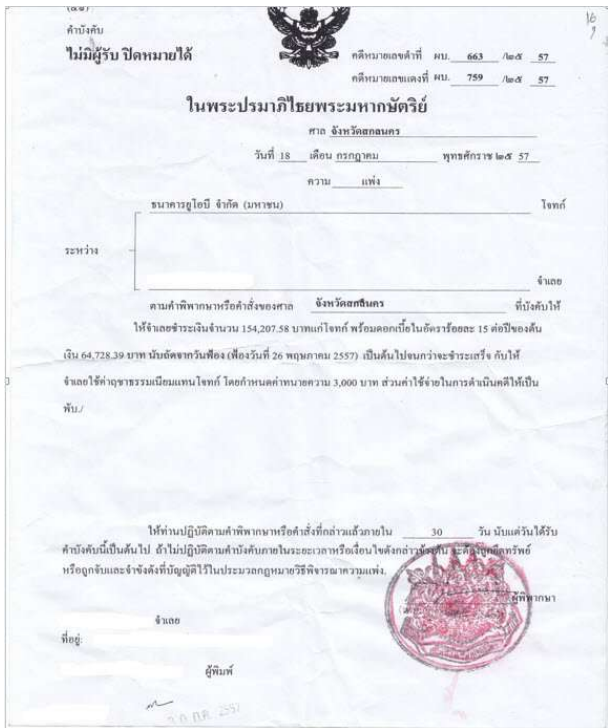 คำบังคับ
ไม่มีผู้รับ ปิดหมายได้
คดีหมายเลขดำที่ ผบ. 663 /๒๕ 57
คดีหมายเลขแดงที่ ผบ. 759 /๒๕ 57
ในพระปรมาภิไธยพระมหากษัตริย์
ศาล จังหวัดสกลนคร
วันที่ 18 เดือน กรกฎาคม พุทธศักราช ๒๕ 57
ความ แพ่ง
ธนาคารยูโอบี จำกัด (มหาชน) โจทก์
ระหว่าง
จำเลย
ตามคำพิพากษาหรือคำสั่งของศาล จังหวัดสกลนคร ที่บังคับให้
ให้จำเลยชำระเงินจำนวน 154,207.58 บาทแก่โจทก์ พร้อมดอกเบี้ยในอัตราร้อยละ 15 ต่อปีของต้น
เงิน 64,728.39 บาท นับถัดจากวันฟ้อง (ฟ้องวันที่ 26 พฤษภาคม 2557) เป็นต้นไปจนกว่าจะชำระเสร็จ กับให้
จำเลยใช้ค่าฤชาธรรมเนียมแทนโจทก์ โดยกำหนดค่าทนายความ 3,000 บาท ส่วนค่าใช้จ่ายในการดำเนินคดีให้เป็น
พับ./
ให้ท่านปฏิบัติตามคำพิพากษาหรือคำสั่งที่กล่าวแล้วภายใน 30 วัน นับแต่วันได้รับ
คำบังคับนี้เป็นต้นไป ถ้าไม่ปฏิบัติตามคำบังคับภายในระยะเวลาหรือเงื่อนไขดังกล่าวข้างต้น จะต้องถูกยึดทรัพย์
หรือถูกจับและจำขังดังที่บัญญัติไว้ในประมวลกฎหมายวิธีพิจารณาความแพ่ง.
ผู้พิพากษา
จำเลย
ที่อยู่:
ผู้พิมพ์